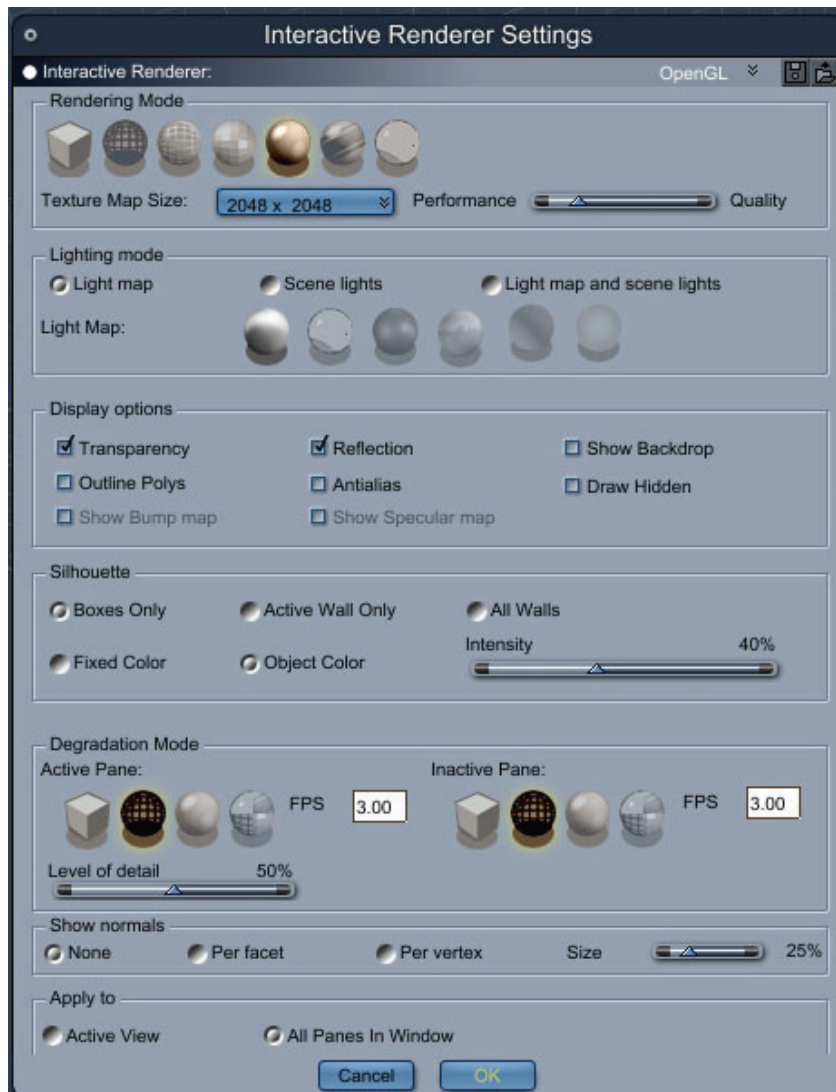 Interactive Renderer Settings
Interactive Renderer: OpenGL
Rendering Mode
Texture Map Size: 2048 x 2048 Performance Quality
Lighting mode
Light map Scene lights Light map and scene lights
Light Map:
Display options
Transparency Reflection Show Backdrop
Outline Polys Antialias Draw Hidden
Show Bump map Show Specular map
Silhouette
Boxes Only Active Wall Only All Walls
Intensity 40%
Fixed Color Object Color
Degradation Mode
Active Pane: Inactive Pane:
FPS 3.00 FPS 3.00
Level of detail 50%
Show normals
None Per facet Per vertex Size 25%
Apply to
Active View All Panes In Window
Cancel OK